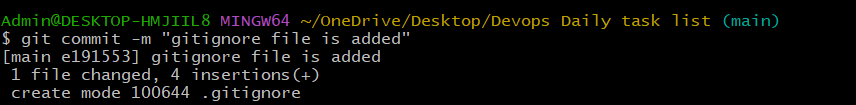 Admin@DESKTOP-HMJIIL8 MINGW64 ~/OneDrive/Desktop/Devops Daily task list (main)
$ git commit -m "gitignore file is added"
[main e191553] gitignore file is added
 1 file changed, 4 insertions(+)
 create mode 100644 .gitignore